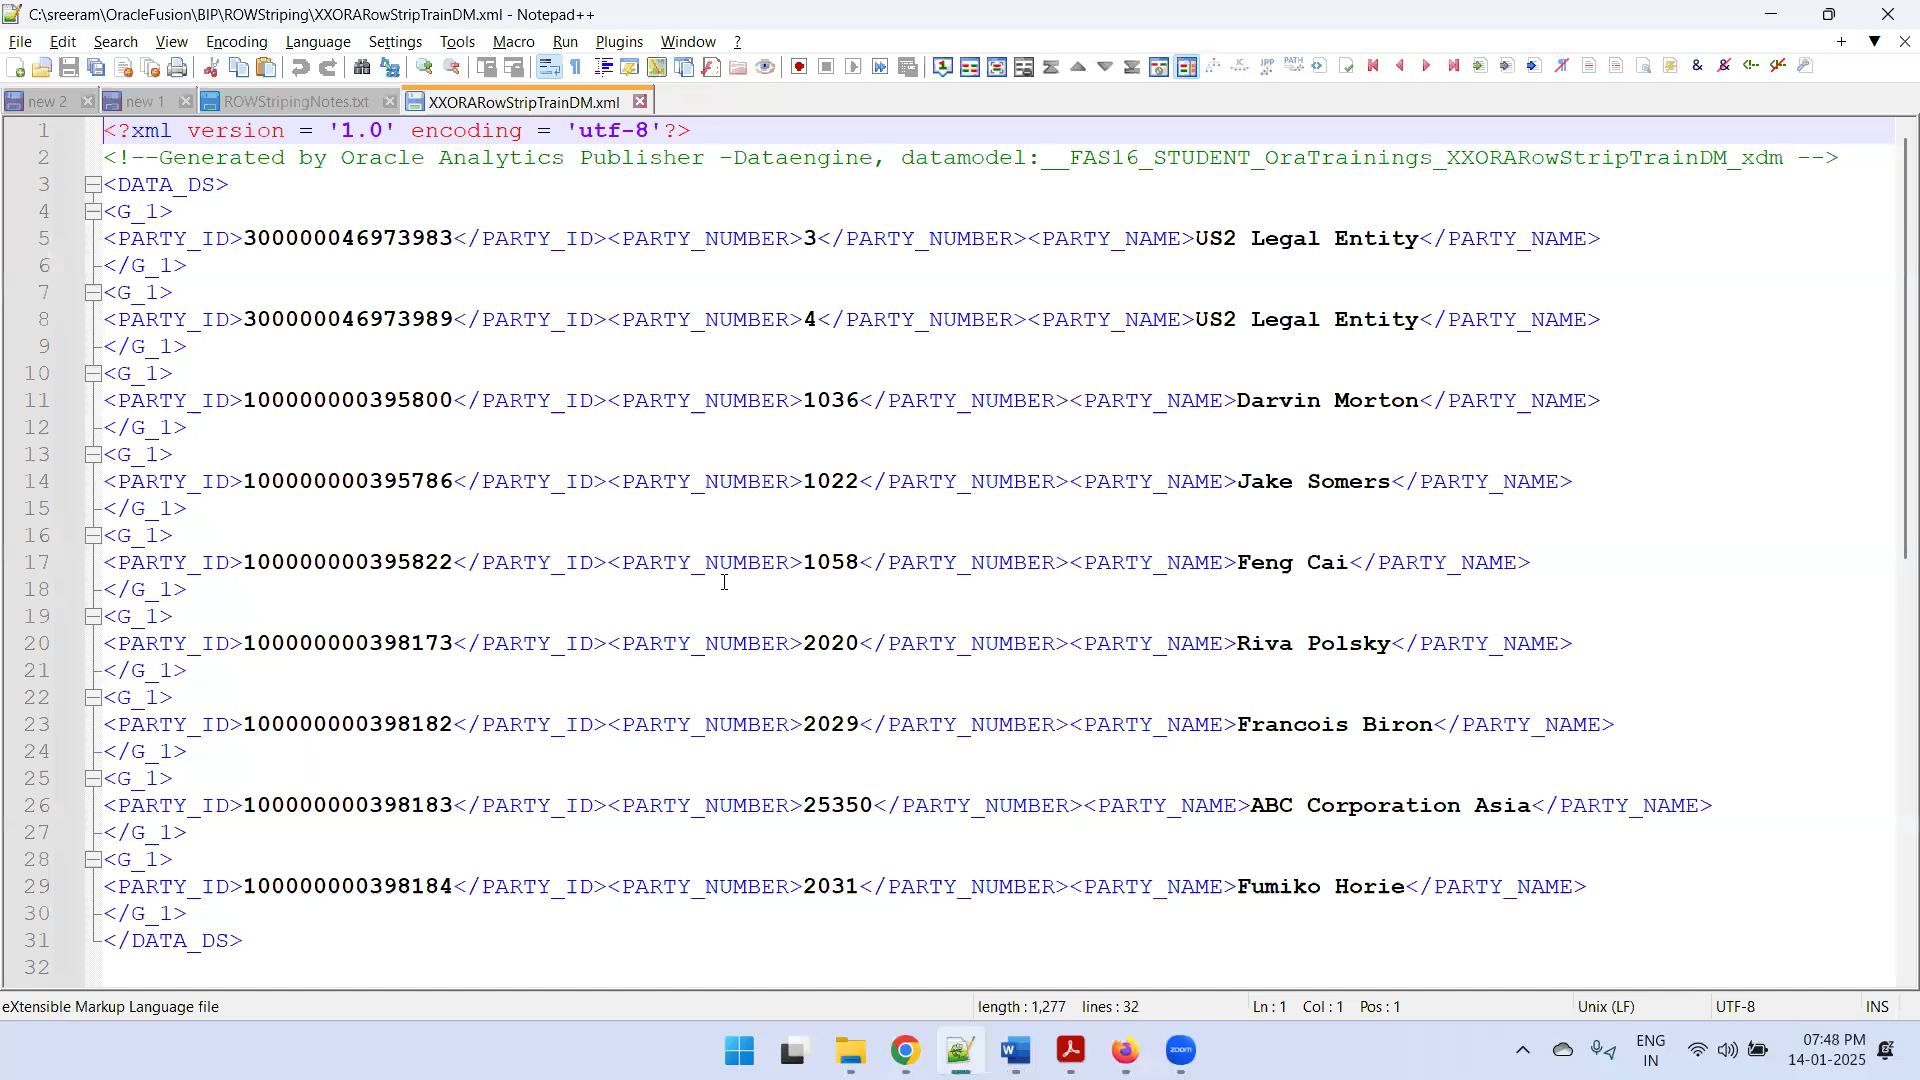 C:\sreeram\OracleFusion\BIP\ROWStriping\XXORARowStripTrainDM.xml - Notepad++
File Edit Search View Encoding Language Settings Tools Macro Run Plugins Window ?
new 2 new 1 ROWStripingNotes.txt XXORARowStripTrainDM.xml
1 <?xml version = '1.0' encoding = 'utf-8'?>
2 <!--Generated by Oracle Analytics Publisher -Dataengine, datamodel:__FAS16_STUDENT_OraTrainings_XXORARowStripTrainDM_xdm -->
3 <DATA_DS>
4 <G_1>
5 <PARTY_ID>300000046973983</PARTY_ID><PARTY_NUMBER>3</PARTY_NUMBER><PARTY_NAME>US2 Legal Entity</PARTY_NAME>
6 </G_1>
7 <G_1>
8 <PARTY_ID>300000046973989</PARTY_ID><PARTY_NUMBER>4</PARTY_NUMBER><PARTY_NAME>US2 Legal Entity</PARTY_NAME>
9 </G_1>
10 <G_1>
11 <PARTY_ID>100000000395800</PARTY_ID><PARTY_NUMBER>1036</PARTY_NUMBER><PARTY_NAME>Darvin Morton</PARTY_NAME>
12 </G_1>
13 <G_1>
14 <PARTY_ID>100000000395786</PARTY_ID><PARTY_NUMBER>1022</PARTY_NUMBER><PARTY_NAME>Jake Somers</PARTY_NAME>
15 </G_1>
16 <G_1>
17 <PARTY_ID>100000000395822</PARTY_ID><PARTY_NUMBER>1058</PARTY_NUMBER><PARTY_NAME>Feng Cai</PARTY_NAME>
18 </G_1>
19 <G_1>
20 <PARTY_ID>100000000398173</PARTY_ID><PARTY_NUMBER>2020</PARTY_NUMBER><PARTY_NAME>Riva Polsky</PARTY_NAME>
21 </G_1>
22 <G_1>
23 <PARTY_ID>100000000398182</PARTY_ID><PARTY_NUMBER>2029</PARTY_NUMBER><PARTY_NAME>Francois Biron</PARTY_NAME>
24 </G_1>
25 <G_1>
26 <PARTY_ID>100000000398183</PARTY_ID><PARTY_NUMBER>25350</PARTY_NUMBER><PARTY_NAME>ABC Corporation Asia</PARTY_NAME>
27 </G_1>
28 <G_1>
29 <PARTY_ID>100000000398184</PARTY_ID><PARTY_NUMBER>2031</PARTY_NUMBER><PARTY_NAME>Fumiko Horie</PARTY_NAME>
30 </G_1>
31 </DATA_DS>
32
eXtensible Markup Language file length : 1,277 lines : 32 Ln : 1 Col : 1 Pos : 1 Unix (LF) UTF-8 INS
zoom
ENG 07:48 PM
IN 14-01-2025